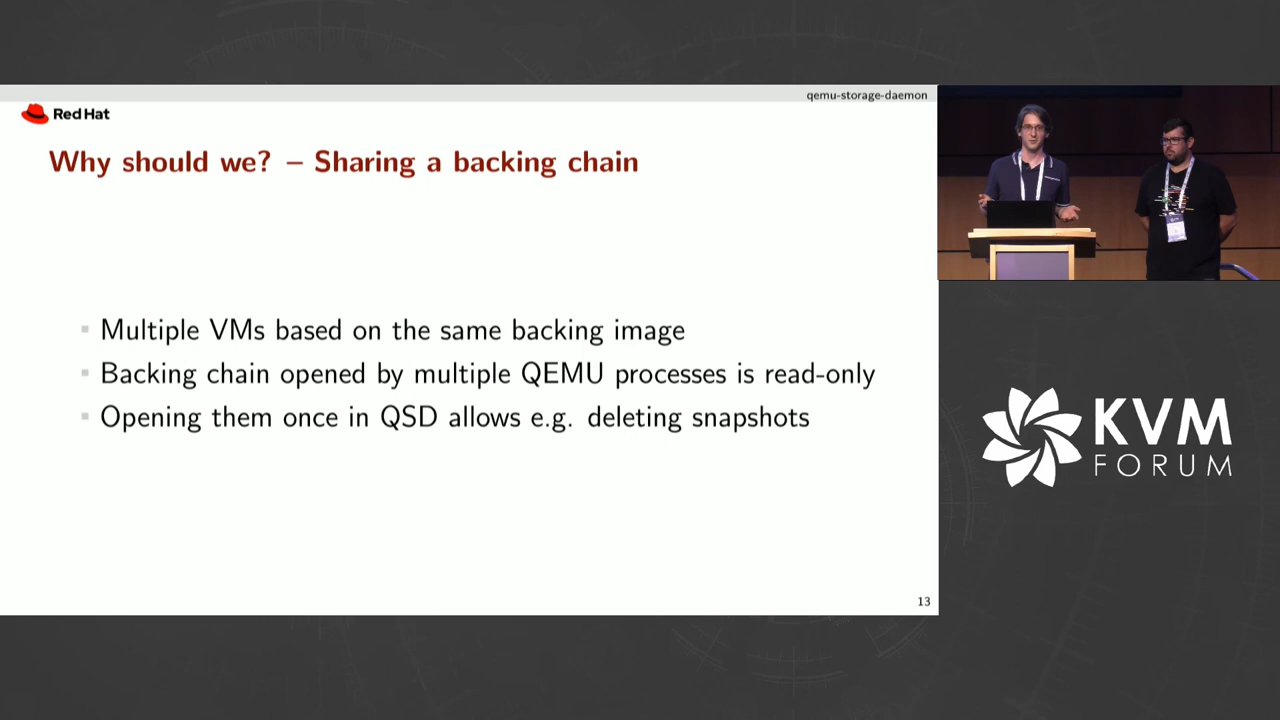 qemu-storage-daemon
Red Hat
Why should we? – Sharing a backing chain
Multiple VMs based on the same backing image
Backing chain opened by multiple QEMU processes is read-only
Opening them once in QSD allows e.g. deleting snapshots
13
KVM
FORUM